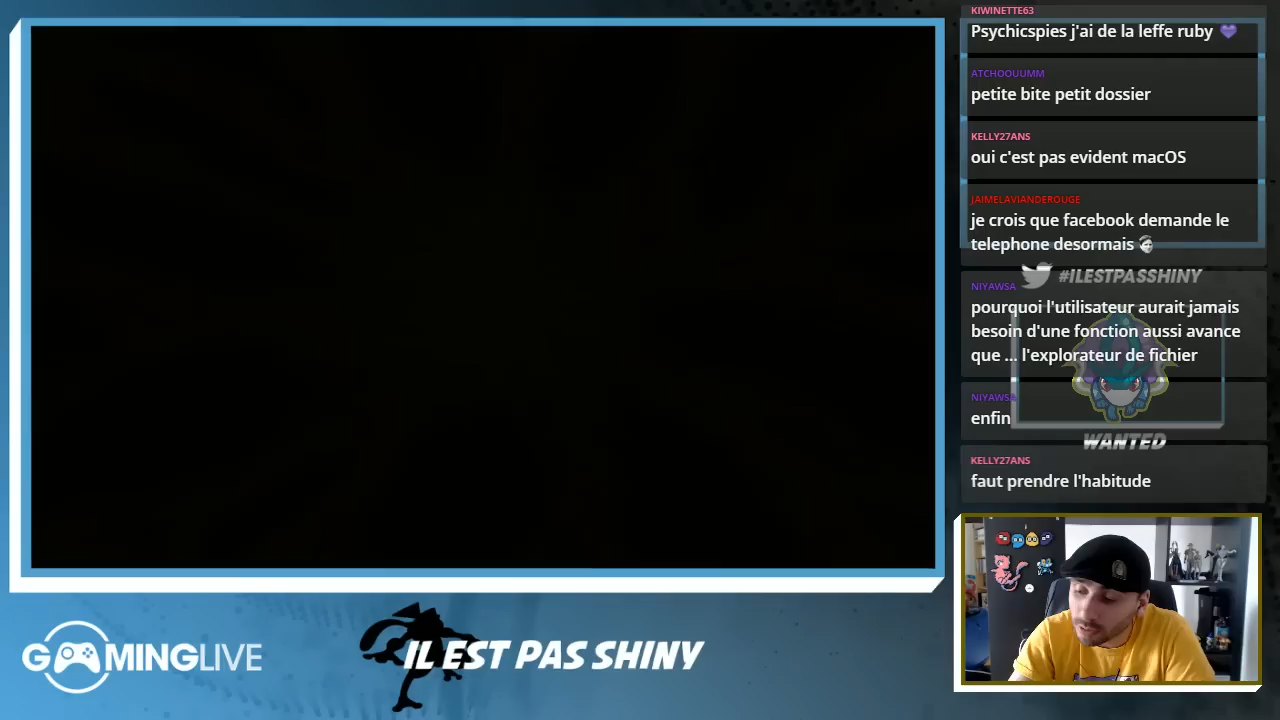 KIWINETTE63
Psychicspies j'ai de la leffe ruby 💜
ATCHOOUUMM
petite bite petit dossier
KELLY27ANS
oui c'est pas evident macOS
JAIMELAVIANDEROUGE
je crois que facebook demande le
telephone desormais
#ILESTPASSHINY
NIYAWSA
pourquoi l'utilisateur aurait jamais
besoin d'une fonction aussi avance
que ... l'explorateur de fichier
NIYAWSA
enfin
WANTED
KELLY27ANS
faut prendre l'habitude
GAMINGLIVE
IL EST PAS SHINY